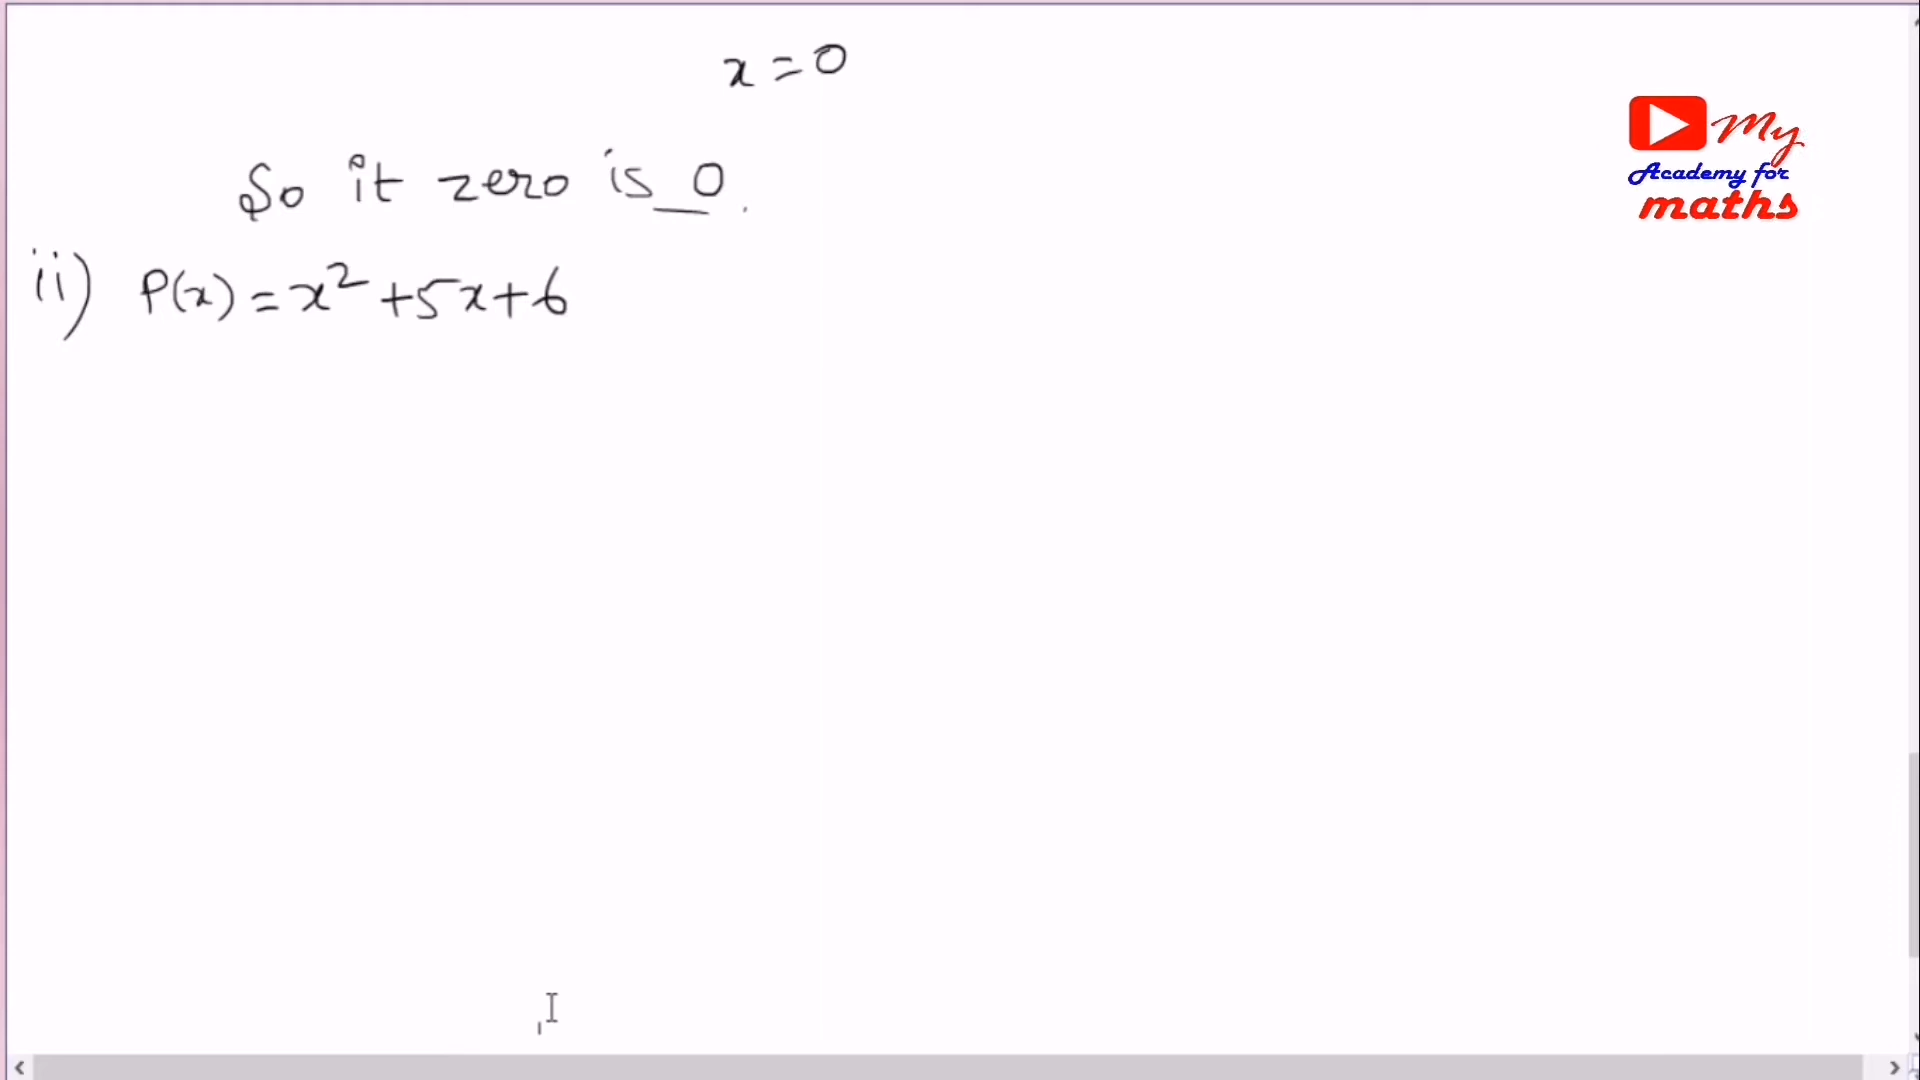 x = 0
So it zero is 0.
ii) P(x) = x² + 5x + 6
My
Academy for
maths